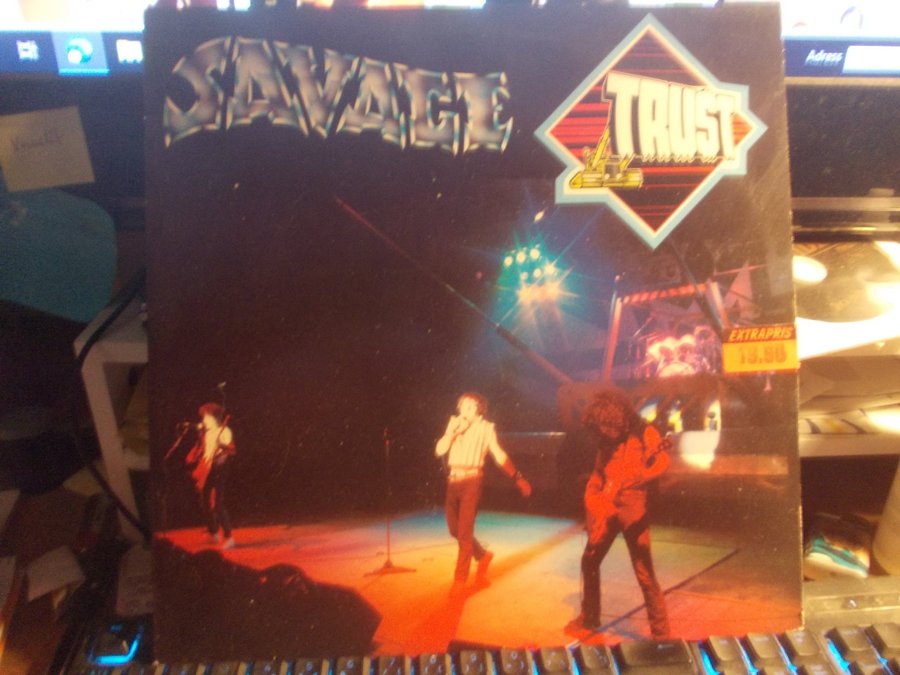 SAVAGE
TRUST
Adress
EXTRAPRIS
19.90